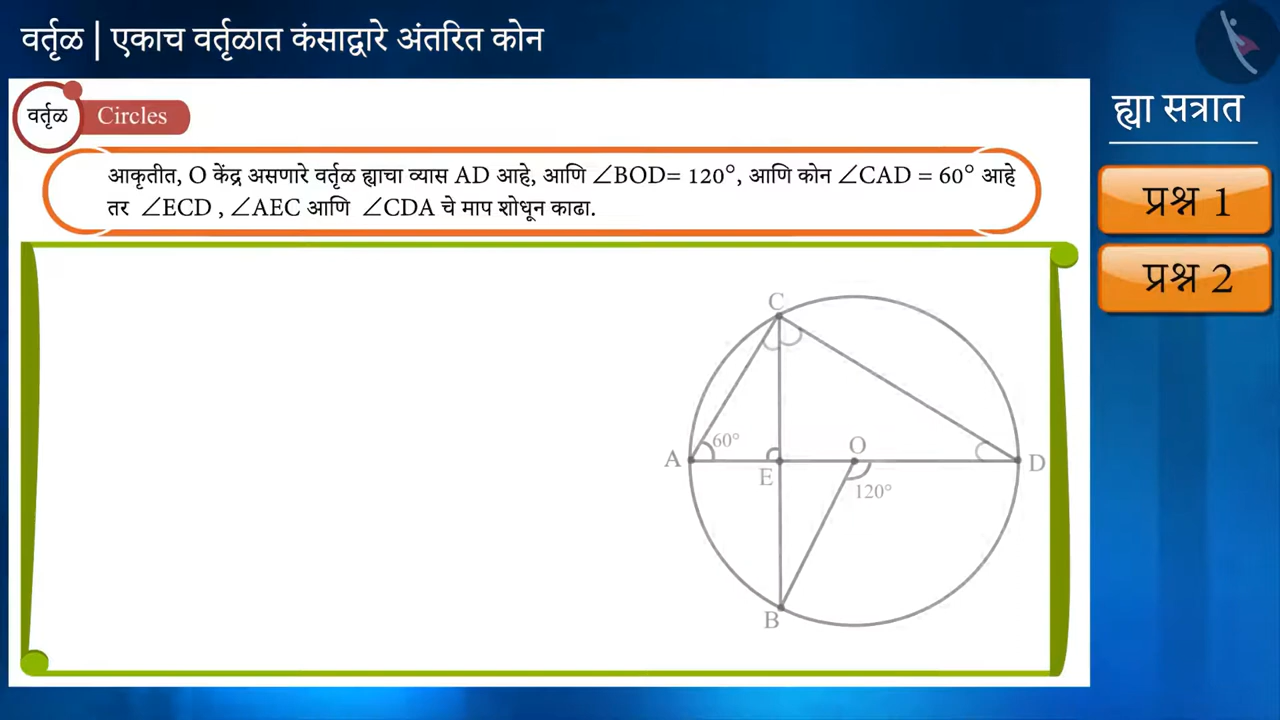 वर्तृळ | एकाच वर्तृळात कंसाद्वारे अंतरित कोन
वर्तृळ Circles
आकृतीत, O केंद्र असणारे वर्तृळ ह्याचा व्यास AD आहे, आणि ∠BOD= 120°, आणि कोन ∠CAD = 60° आहे
तर ∠ECD , ∠AEC आणि ∠CDA चे माप शोधून काढा.
ह्या सत्रात
प्रश्न 1
प्रश्न 2
C
60°
A
E
O
D
120°
B